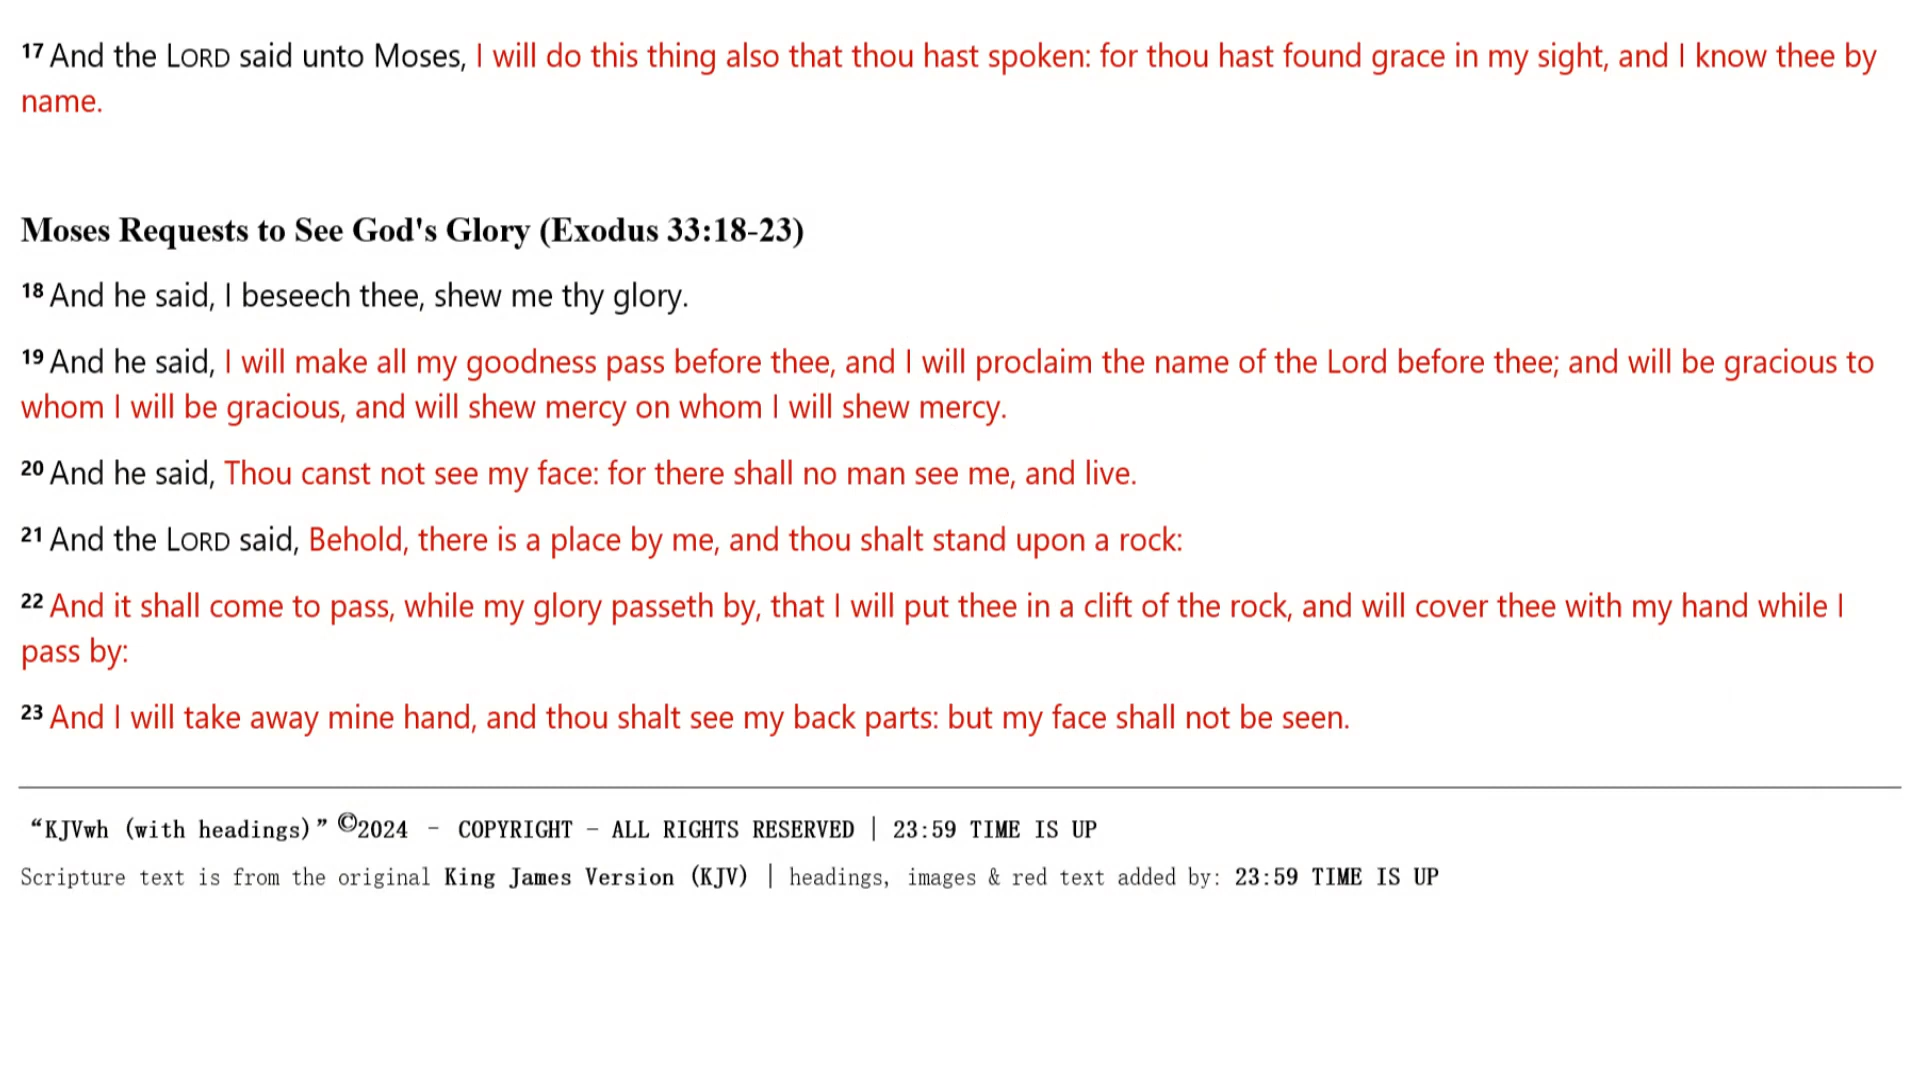 17 And the LORD said unto Moses, I will do this thing also that thou hast spoken: for thou hast found grace in my sight, and I know thee by
name.
Moses Requests to See God's Glory (Exodus 33:18-23)
18 And he said, I beseech thee, shew me thy glory.
19 And he said, I will make all my goodness pass before thee, and I will proclaim the name of the Lord before thee; and will be gracious to
whom I will be gracious, and will shew mercy on whom I will shew mercy.
20 And he said, Thou canst not see my face: for there shall no man see me, and live.
21 And the LORD said, Behold, there is a place by me, and thou shalt stand upon a rock:
22 And it shall come to pass, while my glory passeth by, that I will put thee in a clift of the rock, and will cover thee with my hand while I
pass by:
23 And I will take away mine hand, and thou shalt see my back parts: but my face shall not be seen.
“KJVwh (with headings)” ©2024 – COPYRIGHT – ALL RIGHTS RESERVED | 23:59 TIME IS UP
Scripture text is from the original King James Version (KJV) | headings, images & red text added by: 23:59 TIME IS UP